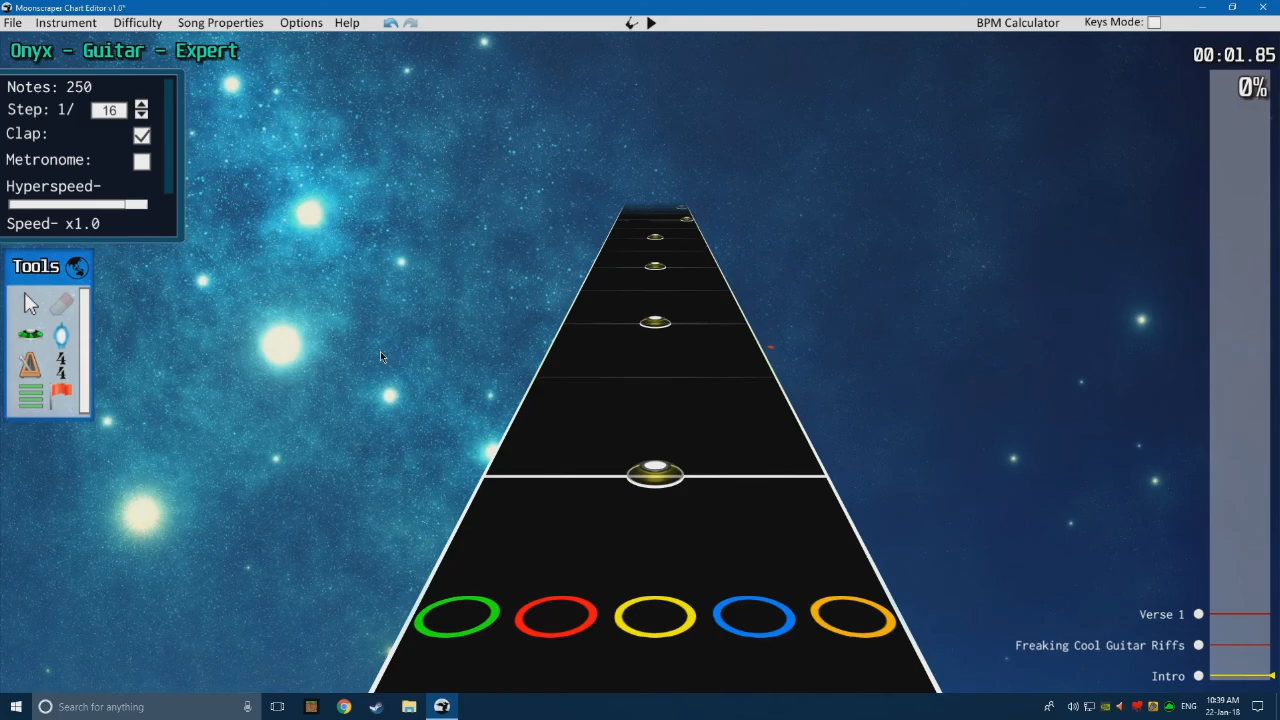 Moonscraper Chart Editor v1.0*
File Instrument Difficulty Song Properties Options Help BPM Calculator Keys Mode:
Onyx - Guitar - Expert
00:01.85
0%
Notes: 250
Step: 1/ 16
Clap:
Metronome:
Hyperspeed-
Speed- x1.0
Tools
4
4
Verse 1
Freaking Cool Guitar Riffs
Intro
Search for anything
ENG
10:39 AM
22-Jan-18